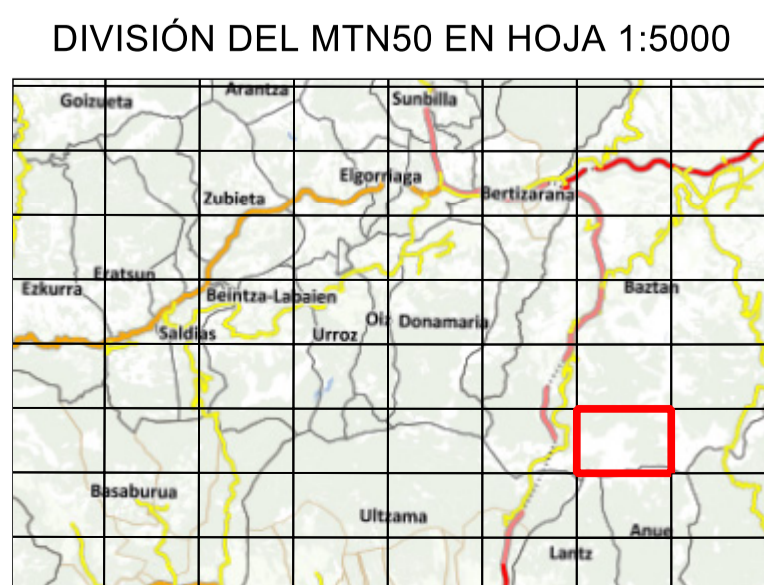 DIVISIÓN DEL MTN50 EN HOJA 1:5000
Arantza
Goizueta
Sunbilla
Elgorriaga
Zubieta
Bertizarana
Eratsun
Ezkurra
Baztan
Beintza-Labaien
Saldias
Urroz
Oiz
Donamaria
Basaburua
Ultzama
Anue
Lantz